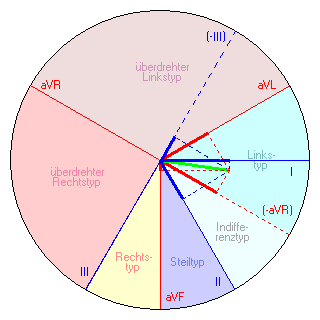 (-III)
überdrehter
Linkstyp
aVR
aVL
Links-
typ
I
überdrehter
Rechtstyp
(-aVR)
Indiffe-
renztyp
Rechts-
typ
Steiltyp
III
II
aVF